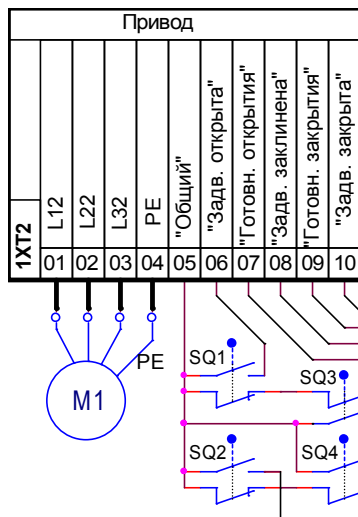 Привод
1XT2
L12
L22
L32
PE
"Общий"
"Задв. открыта"
"Готовн. открытия"
"Задв. заклинена"
"Готовн. закрытия"
"Задв. закрыта"
01 02 03 04 05 06 07 08 09 10
SQ1
PE
SQ3
M1
SQ2
SQ4